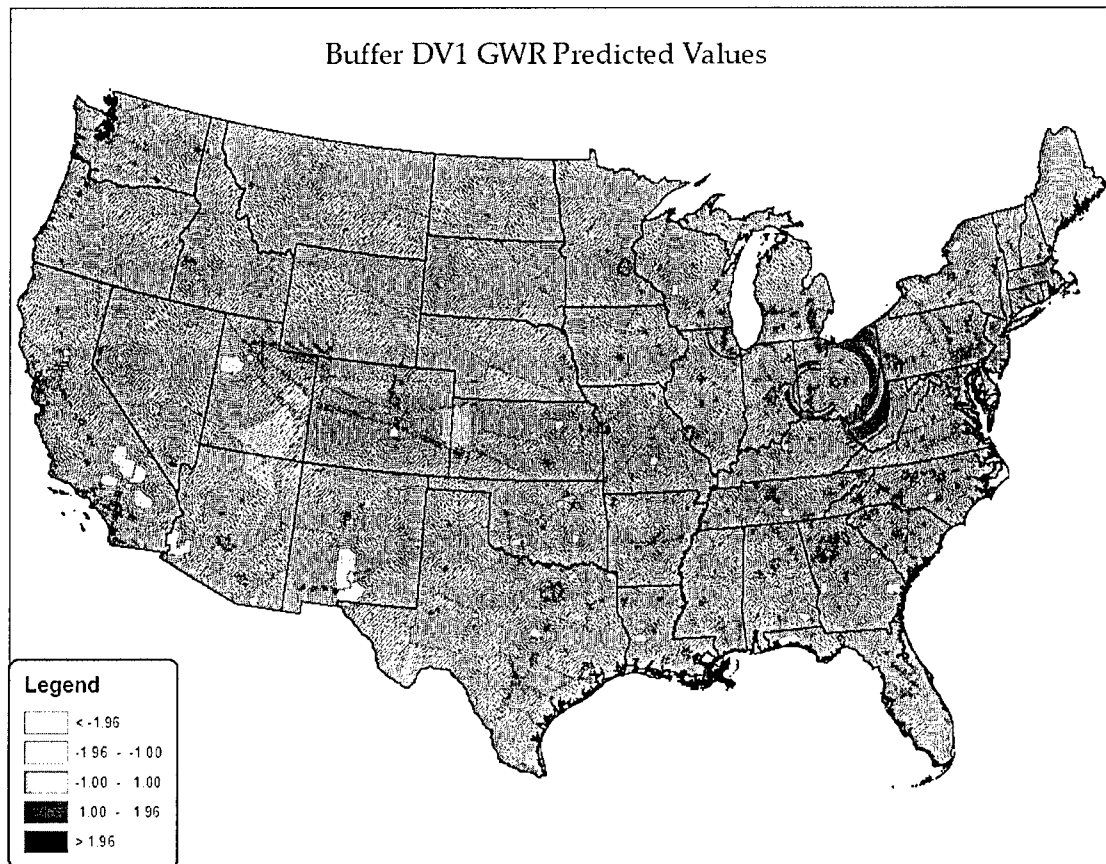 Buffer DV1 GWR Predicted Values
Legend
< -1.96
-1.96 - -1.00
-1.00 - 1.00
1.00 - 1.96
> 1.96